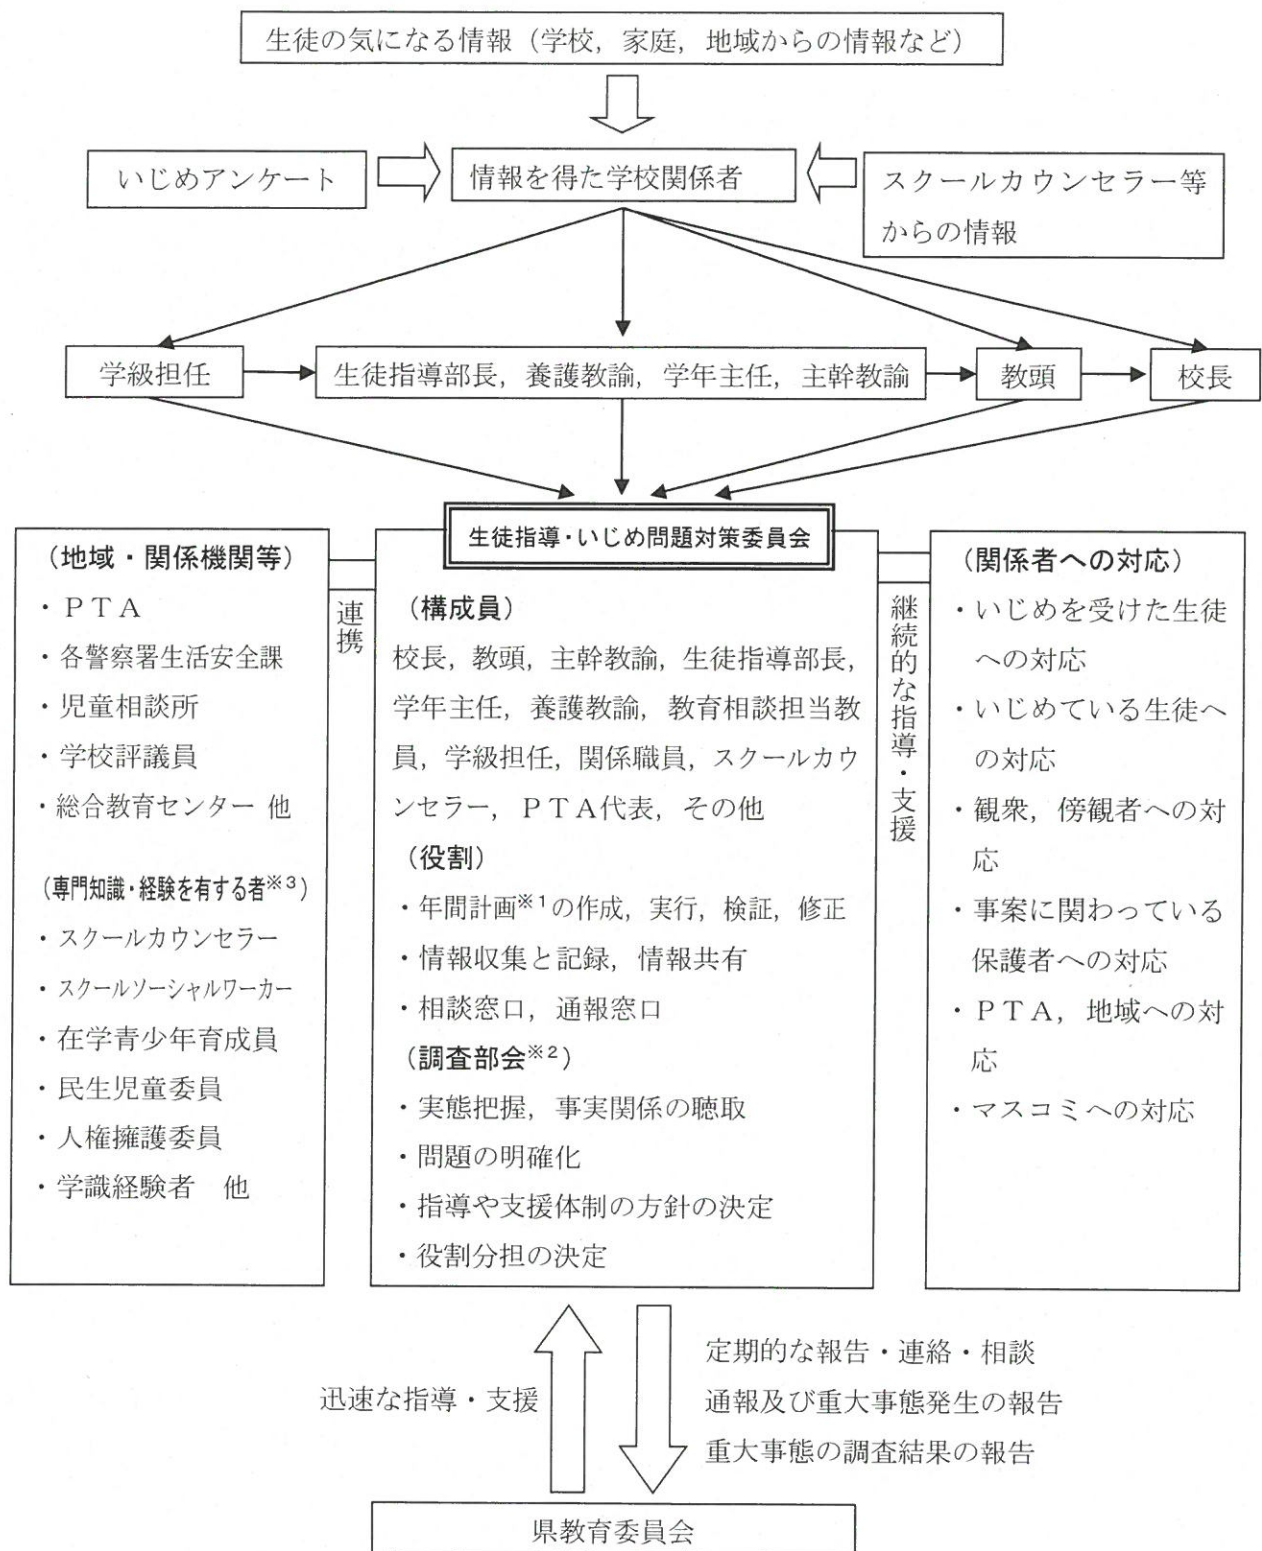 生徒の気になる情報（学校，家庭，地域からの情報など）
いじめアンケート
情報を得た学校関係者
スクールカウンセラー等
からの情報
学級担任
生徒指導部長，養護教諭，学年主任，主幹教諭
教頭
校長
生徒指導・いじめ問題対策委員会
（地域・関係機関等）
・ＰＴＡ
・各警察署生活安全課
・児童相談所
・学校評議員
・総合教育センター 他
（専門知識・経験を有する者※3）
・スクールカウンセラー
・スクールソーシャルワーカー
・在学青少年育成員
・民生児童委員
・人権擁護委員
・学識経験者　他
連携
（構成員）
校長，教頭，主幹教諭，生徒指導部長，
学年主任，養護教諭，教育相談担当教
員，学級担任，関係職員，スクールカウ
ンセラー，ＰＴＡ代表，その他
（役割）
・年間計画※1の作成，実行，検証，修正
・情報収集と記録，情報共有
・相談窓口，通報窓口
（調査部会※2）
・実態把握，事実関係の聴取
・問題の明確化
・指導や支援体制の方針の決定
・役割分担の決定
継続的な指導・支援
（関係者への対応）
・いじめを受けた生徒
への対応
・いじめている生徒へ
の対応
・観衆，傍観者への対
応
・事案に関わっている
保護者への対応
・ＰＴＡ，地域への対
応
・マスコミへの対応
迅速な指導・支援
定期的な報告・連絡・相談
通報及び重大事態発生の報告
重大事態の調査結果の報告
県教育委員会